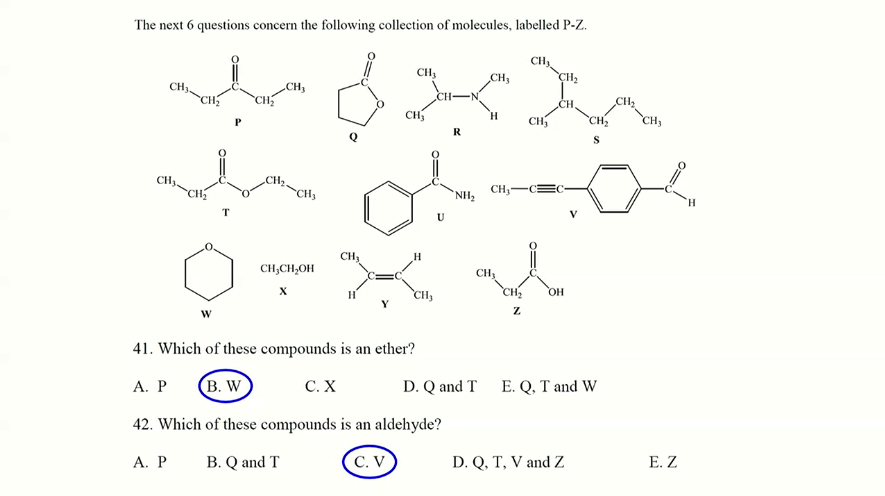 The next 6 questions concern the following collection of molecules, labelled P-Z.
O
CH3 C CH3
CH2 CH2
P
O
C
O
Q
CH3 CH3
CH—N
CH3 H
R
CH3
CH2
CH CH2
CH3 CH2 CH3
S
O
CH3 C CH2
CH2 O CH3
T
O
C
NH2
U
O
CH3—C≡C C
H
V
O
W
CH3CH2OH
X
CH3 H
C=C
H CH3
Y
O
CH3 C
CH2 OH
Z
41. Which of these compounds is an ether?
A. P B. W C. X D. Q and T E. Q, T and W
42. Which of these compounds is an aldehyde?
A. P B. Q and T C. V D. Q, T, V and Z E. Z